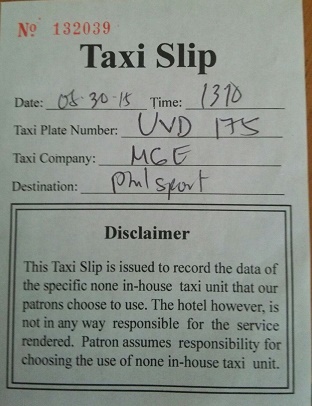 Nº 132039
Taxi Slip
Date: 08-30-15 Time: 1310
Taxi Plate Number: UVD 175
Taxi Company: MGE
Destination: Philsport
Disclaimer
This Taxi Slip is issued to record the data of
the specific none in-house taxi unit that our
patrons choose to use. The hotel however, is
not in any way responsible for the service
rendered. Patron assumes responsibility for
choosing the use of none in-house taxi unit.